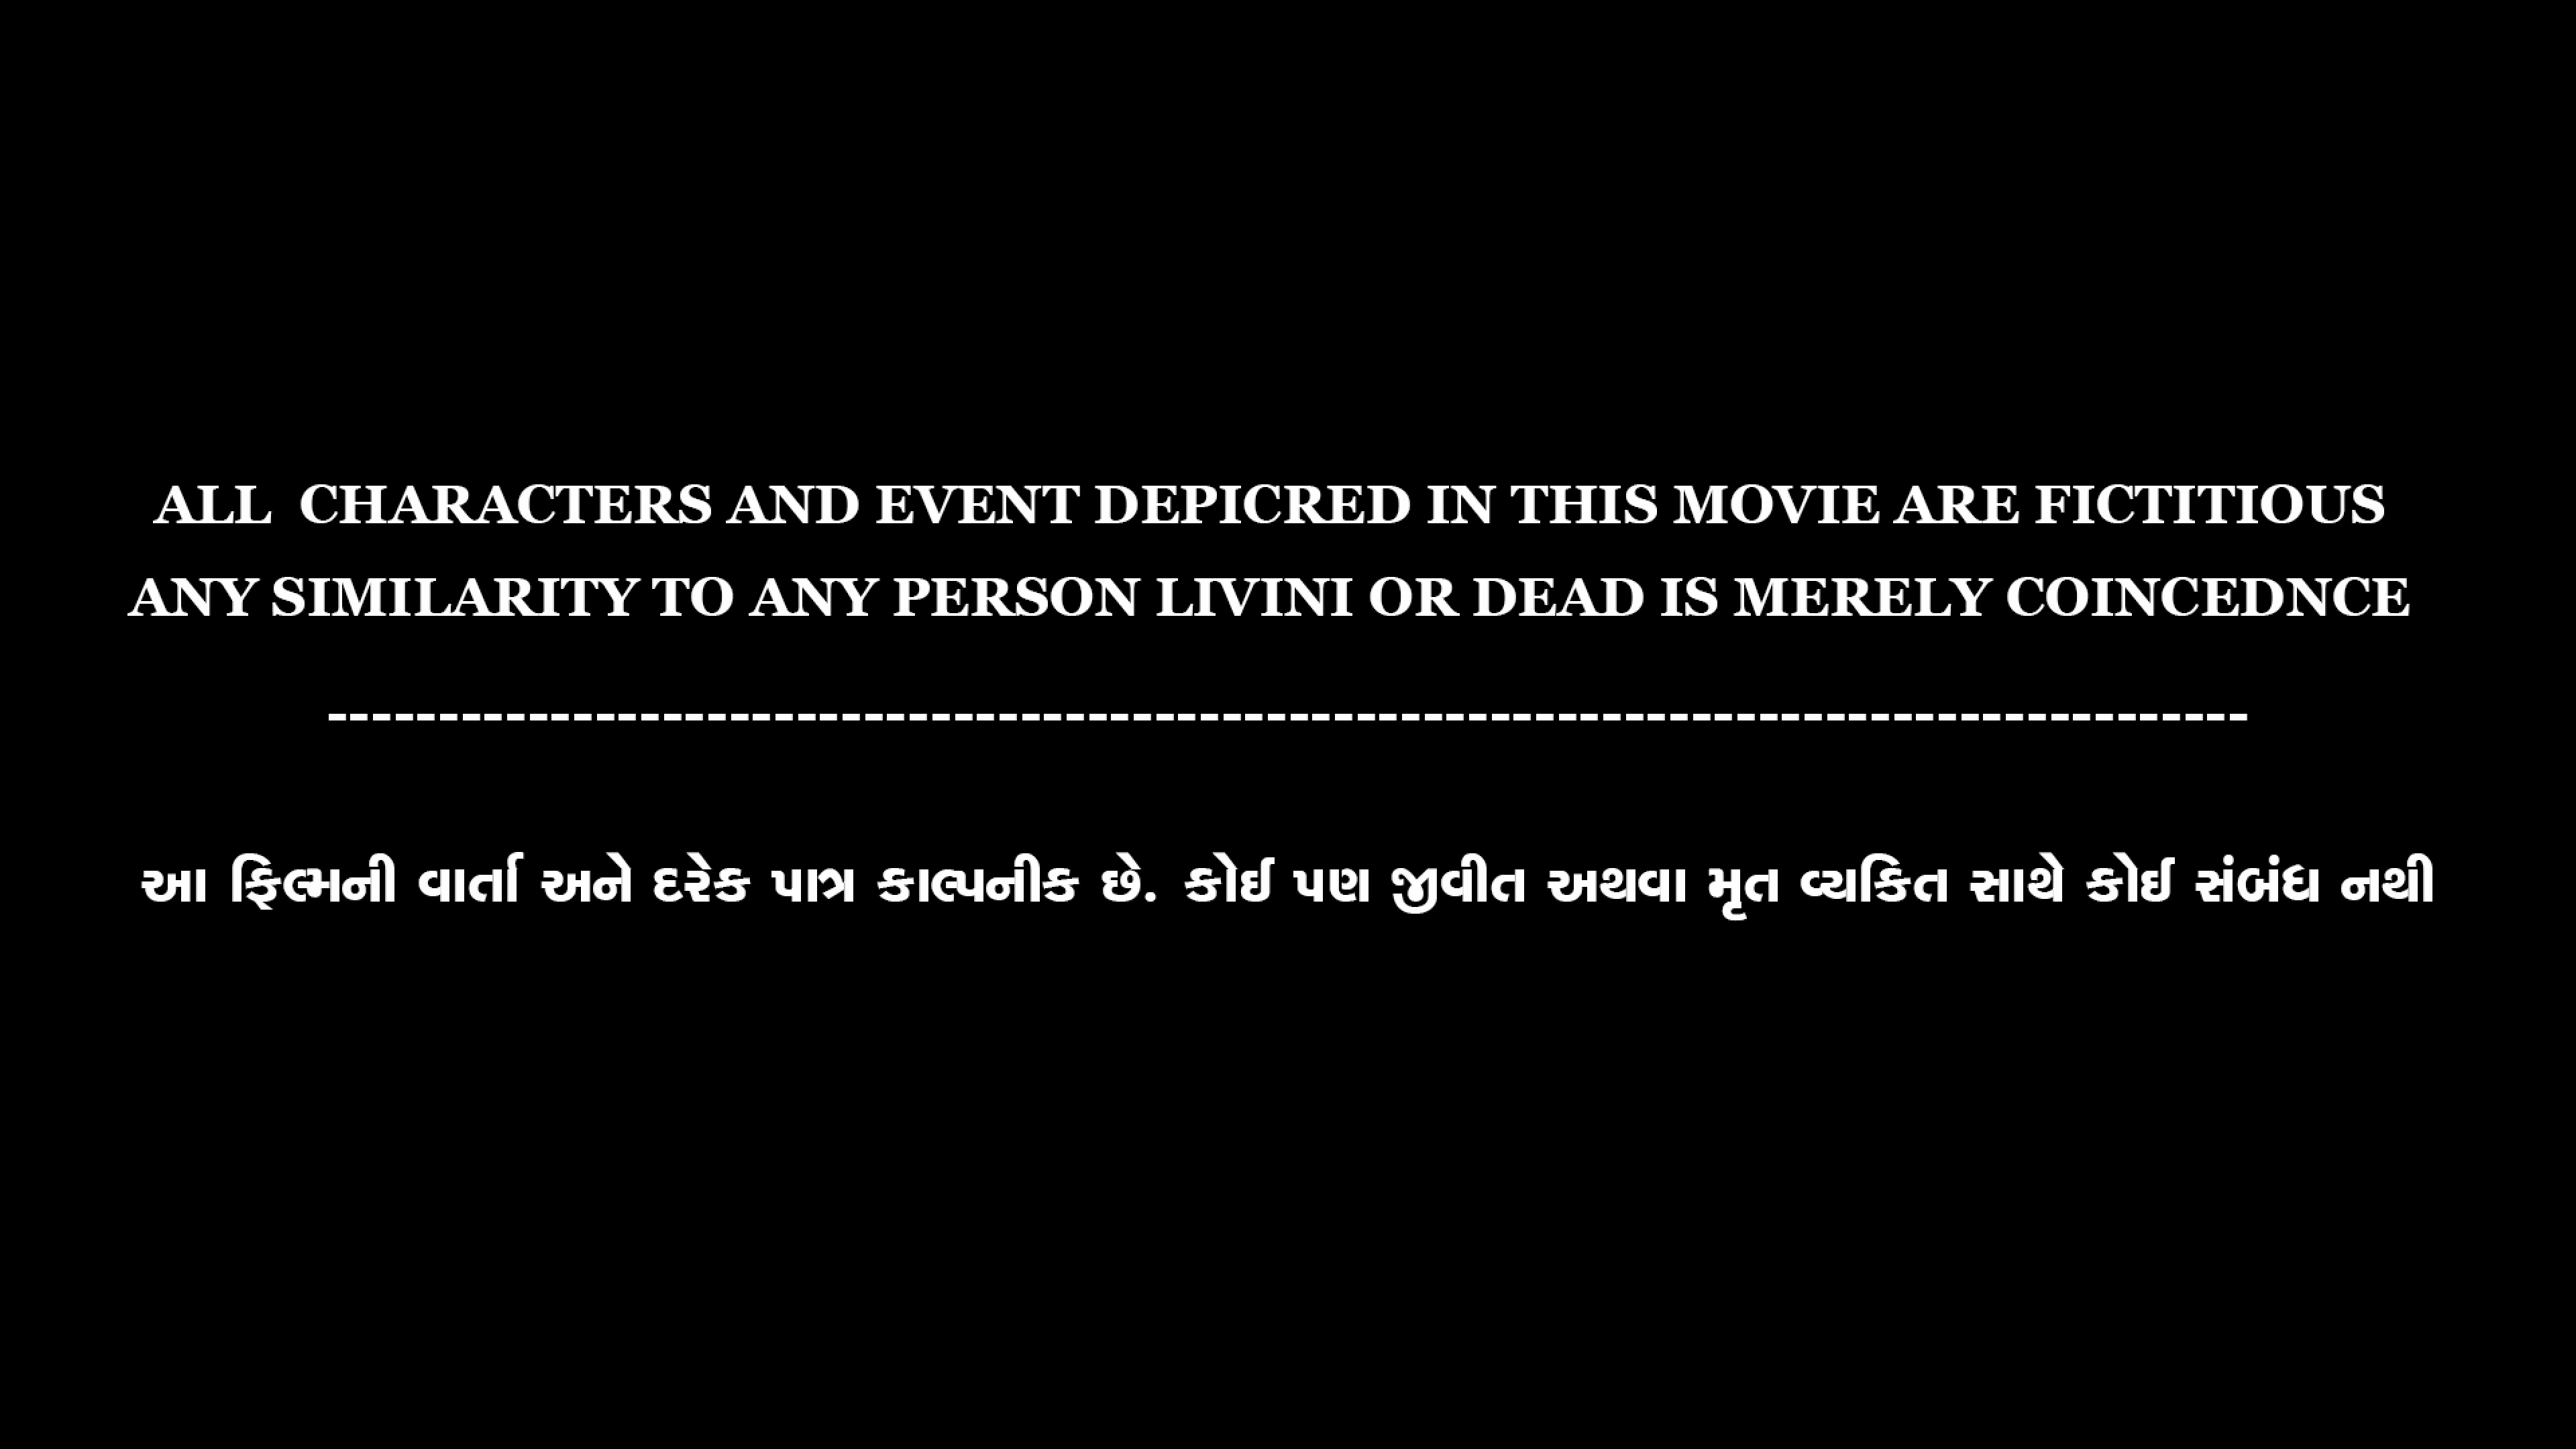 ALL  CHARACTERS AND EVENT DEPICRED IN THIS MOVIE ARE FICTITIOUS
ANY SIMILARITY TO ANY PERSON LIVINI OR DEAD IS MERELY COINCEDNCE
--------------------------------------------------------------------------------------
આ ફિલ્મની વાર્તા અને દરેક પાત્ર કાલ્પનીક છે. કોઈ પણ જીવીત અથવા મૃત વ્યકિત સાથે કોઈ સંબંધ નથી